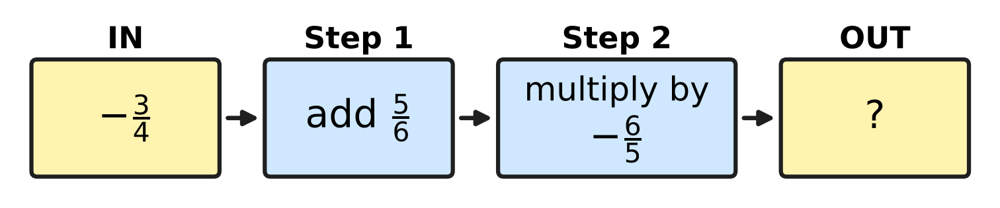 IN
Step 1
Step 2
OUT
−3/4
add 5/6
multiply by
−6/5
?